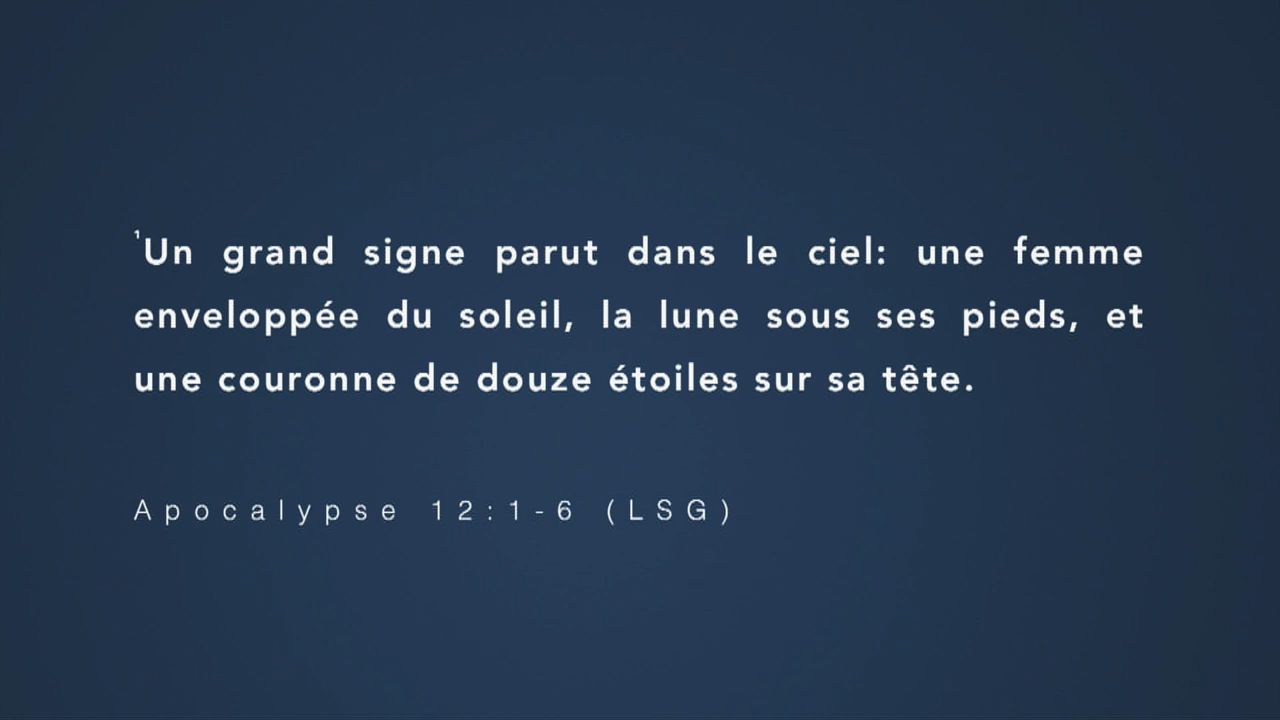 ¹Un grand signe parut dans le ciel: une femme
enveloppée du soleil, la lune sous ses pieds, et
une couronne de douze étoiles sur sa tête.
Apocalypse 12:1-6 (LSG)